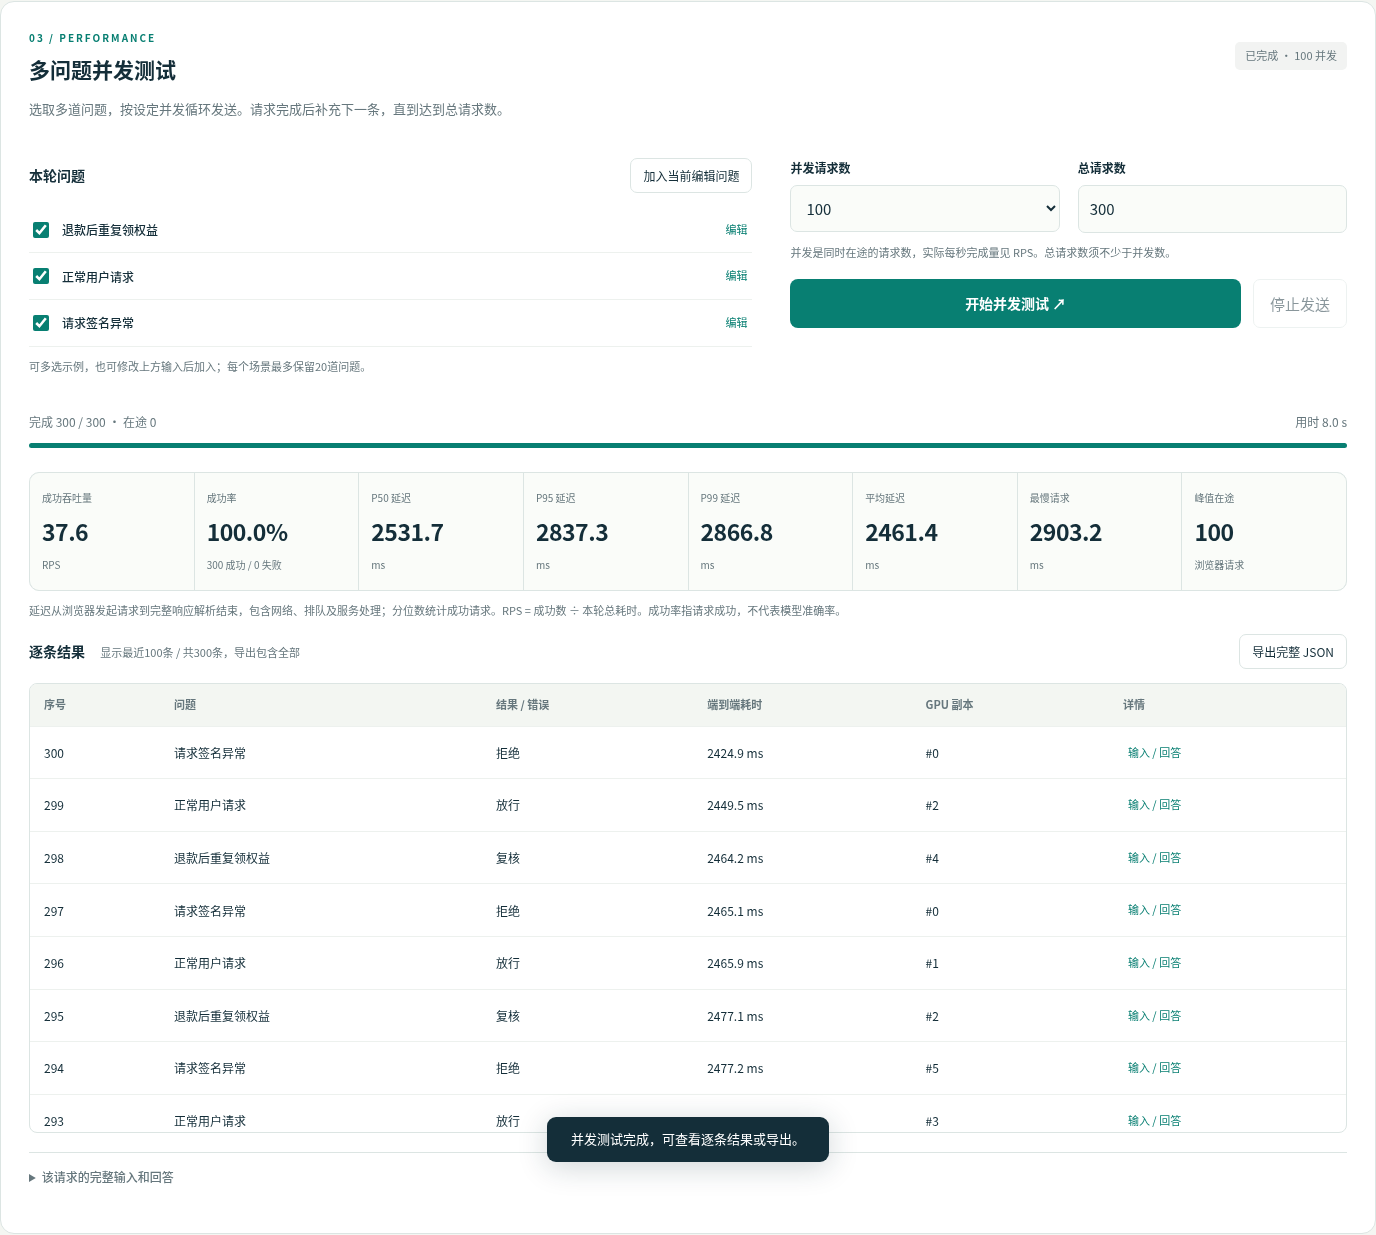 03 / PERFORMANCE
多问题并发测试
已完成 · 100 并发
选取多道问题，按设定并发循环发送。请求完成后补充下一条，直到达到总请求数。
本轮问题
加入当前编辑问题
退款后重复领权益
编辑
正常用户请求
编辑
请求签名异常
编辑
可多选示例，也可修改上方输入后加入；每个场景最多保留20道问题。
并发请求数
总请求数
100
300
并发是同时在途的请求数，实际每秒完成量见 RPS。总请求数须不少于并发数。
开始并发测试 ↗
停止发送
完成 300 / 300 · 在途 0
用时 8.0 s
成功吞吐量
37.6
RPS
成功率
100.0%
300 成功 / 0 失败
P50 延迟
2531.7
ms
P95 延迟
2837.3
ms
P99 延迟
2866.8
ms
平均延迟
2461.4
ms
最慢请求
2903.2
ms
峰值在途
100
浏览器请求
延迟从浏览器发起请求到完整响应解析结束，包含网络、排队及服务处理；分位数统计成功请求。RPS = 成功数 ÷ 本轮总耗时。成功率指请求成功，不代表模型准确率。
逐条结果
显示最近100条 / 共300条，导出包含全部
导出完整 JSON
序号 问题 结果 / 错误 端到端耗时 GPU 副本 详情
300 请求签名异常 拒绝 2424.9 ms #0 输入 / 回答
299 正常用户请求 放行 2449.5 ms #2 输入 / 回答
298 退款后重复领权益 复核 2464.2 ms #4 输入 / 回答
297 请求签名异常 拒绝 2465.1 ms #0 输入 / 回答
296 正常用户请求 放行 2465.9 ms #1 输入 / 回答
295 退款后重复领权益 复核 2477.1 ms #2 输入 / 回答
294 请求签名异常 拒绝 2477.2 ms #5 输入 / 回答
293 正常用户请求 放行 #3 输入 / 回答
并发测试完成，可查看逐条结果或导出。
▶ 该请求的完整输入和回答